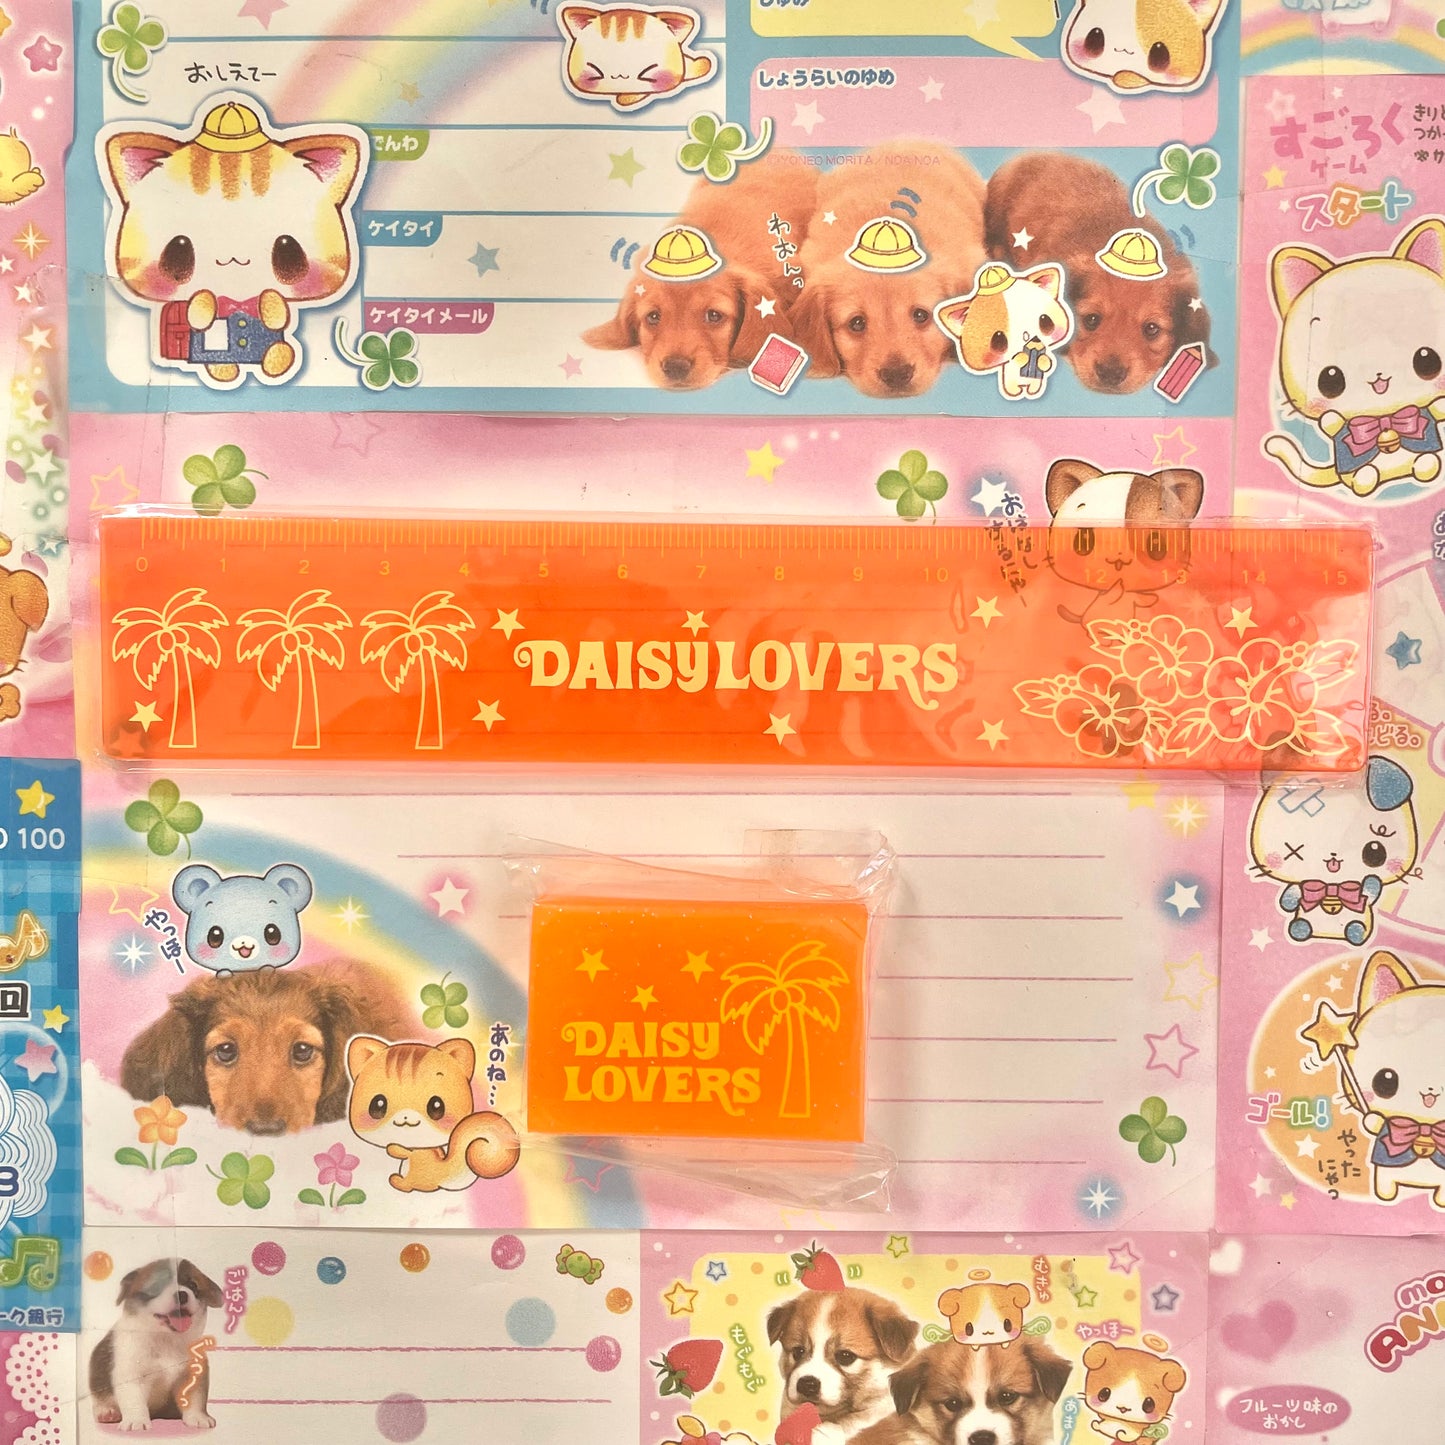 おしえてー
でんわ
ケイタイ
ケイタイメール
しょうらいのゆめ
©YONEO MORITA / NOA NOA
わおんっ
すごろく
ゲーム
スタート
0 1 2 3 4 5 6 7 8 9 10 11 12 13 14 15
DAISY LOVERS
100
やっほー
あのね…
DAISY
LOVERS
ゴール!
やった
にゃっ
ごはん〜
ぐぅ〜
もぐもぐ
むきゅ
やっほー
フルーツ味の
おかし